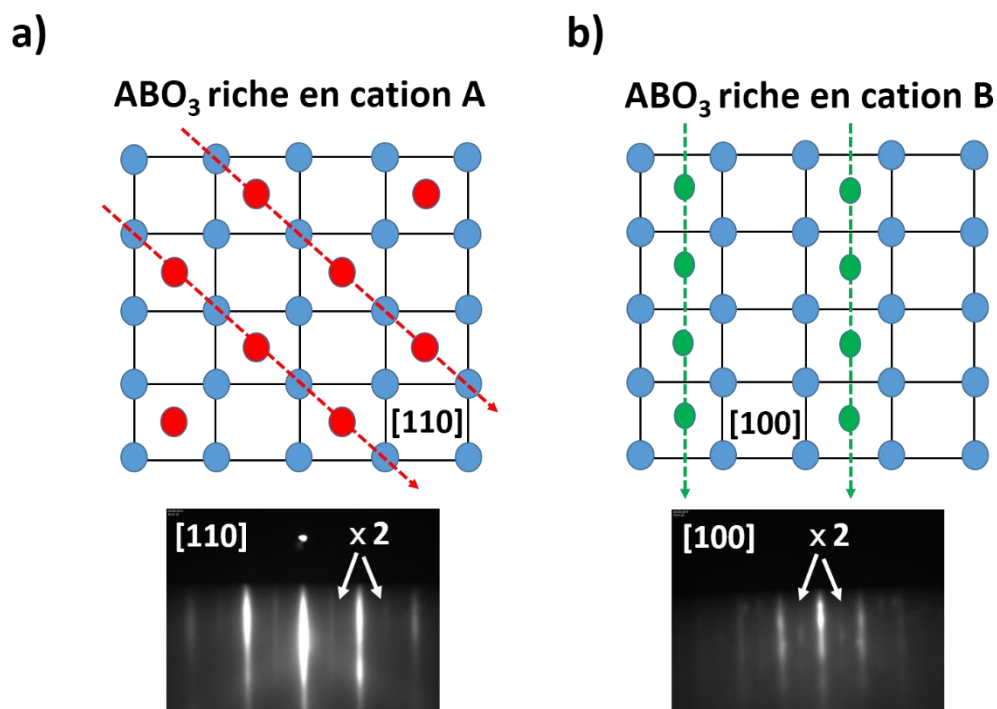 a)
ABO₃ riche en cation A
[110]
[110]
x 2
b)
ABO₃ riche en cation B
[100]
[100]
x 2